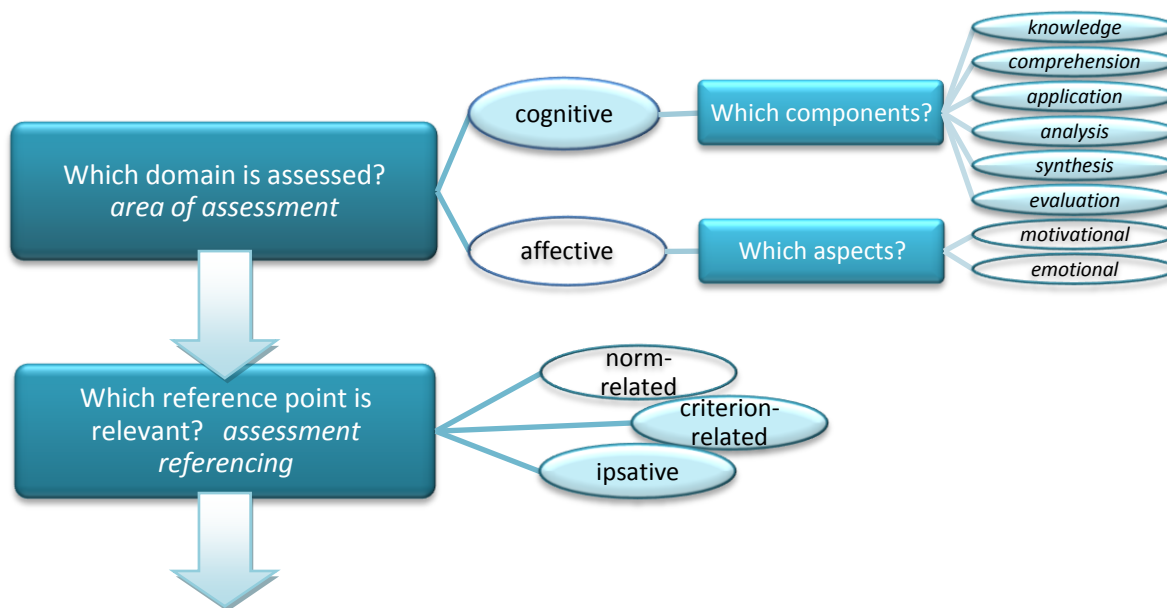 Which domain is assessed?
area of assessment
cognitive
Which components?
knowledge
comprehension
application
analysis
synthesis
evaluation
affective
Which aspects?
motivational
emotional
Which reference point is
relevant? assessment
referencing
norm-
related
criterion-
related
ipsative